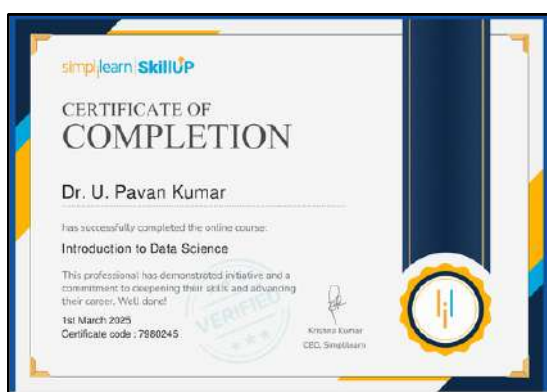 simplilearn | SkillUP
CERTIFICATE OF
COMPLETION
Dr. U. Pavan Kumar
has successfully completed the online course:
Introduction to Data Science
This professional has demonstrated initiative and a
commitment to deepening their skills and advancing
their career. Well done!
1st March 2025
Certificate code : 7980245
VERIFIED
Krishna Kumar
CEO, Simplilearn